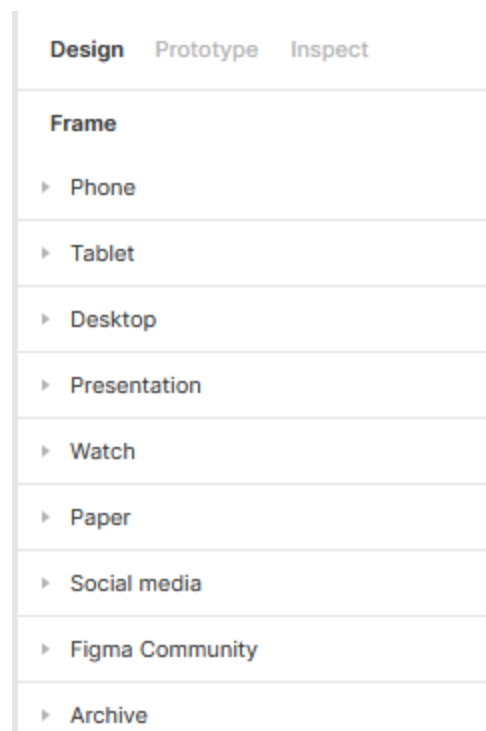 Design Prototype Inspect
Frame
Phone
Tablet
Desktop
Presentation
Watch
Paper
Social media
Figma Community
Archive